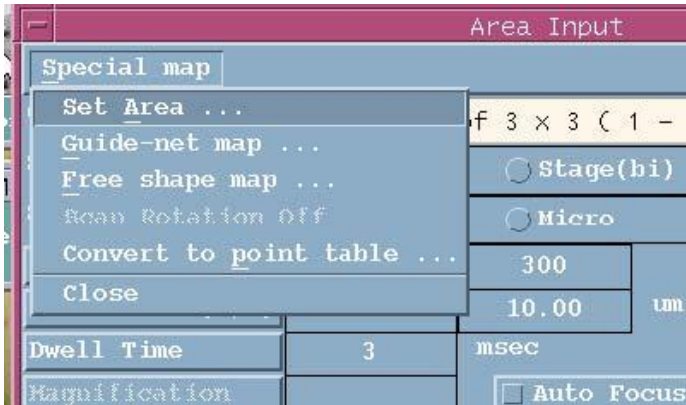 Area Input
Special map
Set Area ...
Guide-net map ...
Free shape map ...
Scan Rotation Off
Convert to point table ...
Close
of 3 x 3 ( 1 -
Stage(bi)
Micro
300
10.00 um
Dwell Time 3 msec
Magnification
Auto Focus